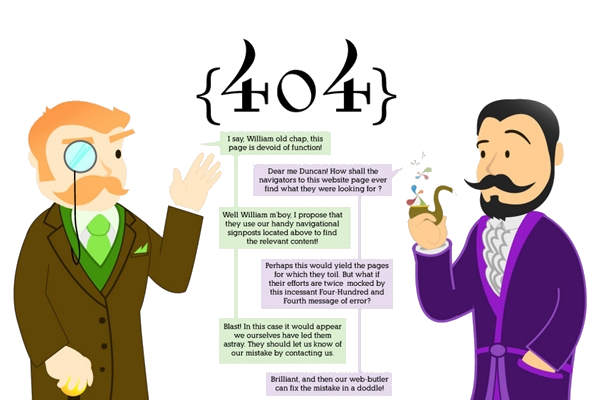 {404}
I say, William old chap, this
page is devoid of function!
Dear me Duncan! How shall the
navigators to this website page ever
find what they were looking for ?
Well William m'boy, I propose that
they use our handy navigational
signposts located above to find
the relevant content!
Perhaps this would yield the pages
for which they toil. But what if
their efforts are twice mocked by
this incessant Four-Hundred and
Fourth message of error?
Blast! In this case it would appear
we ourselves have led them
astray. They should let us know of
our mistake by contacting us.
Brilliant, and then our web-butler
can fix the mistake in a doddle!